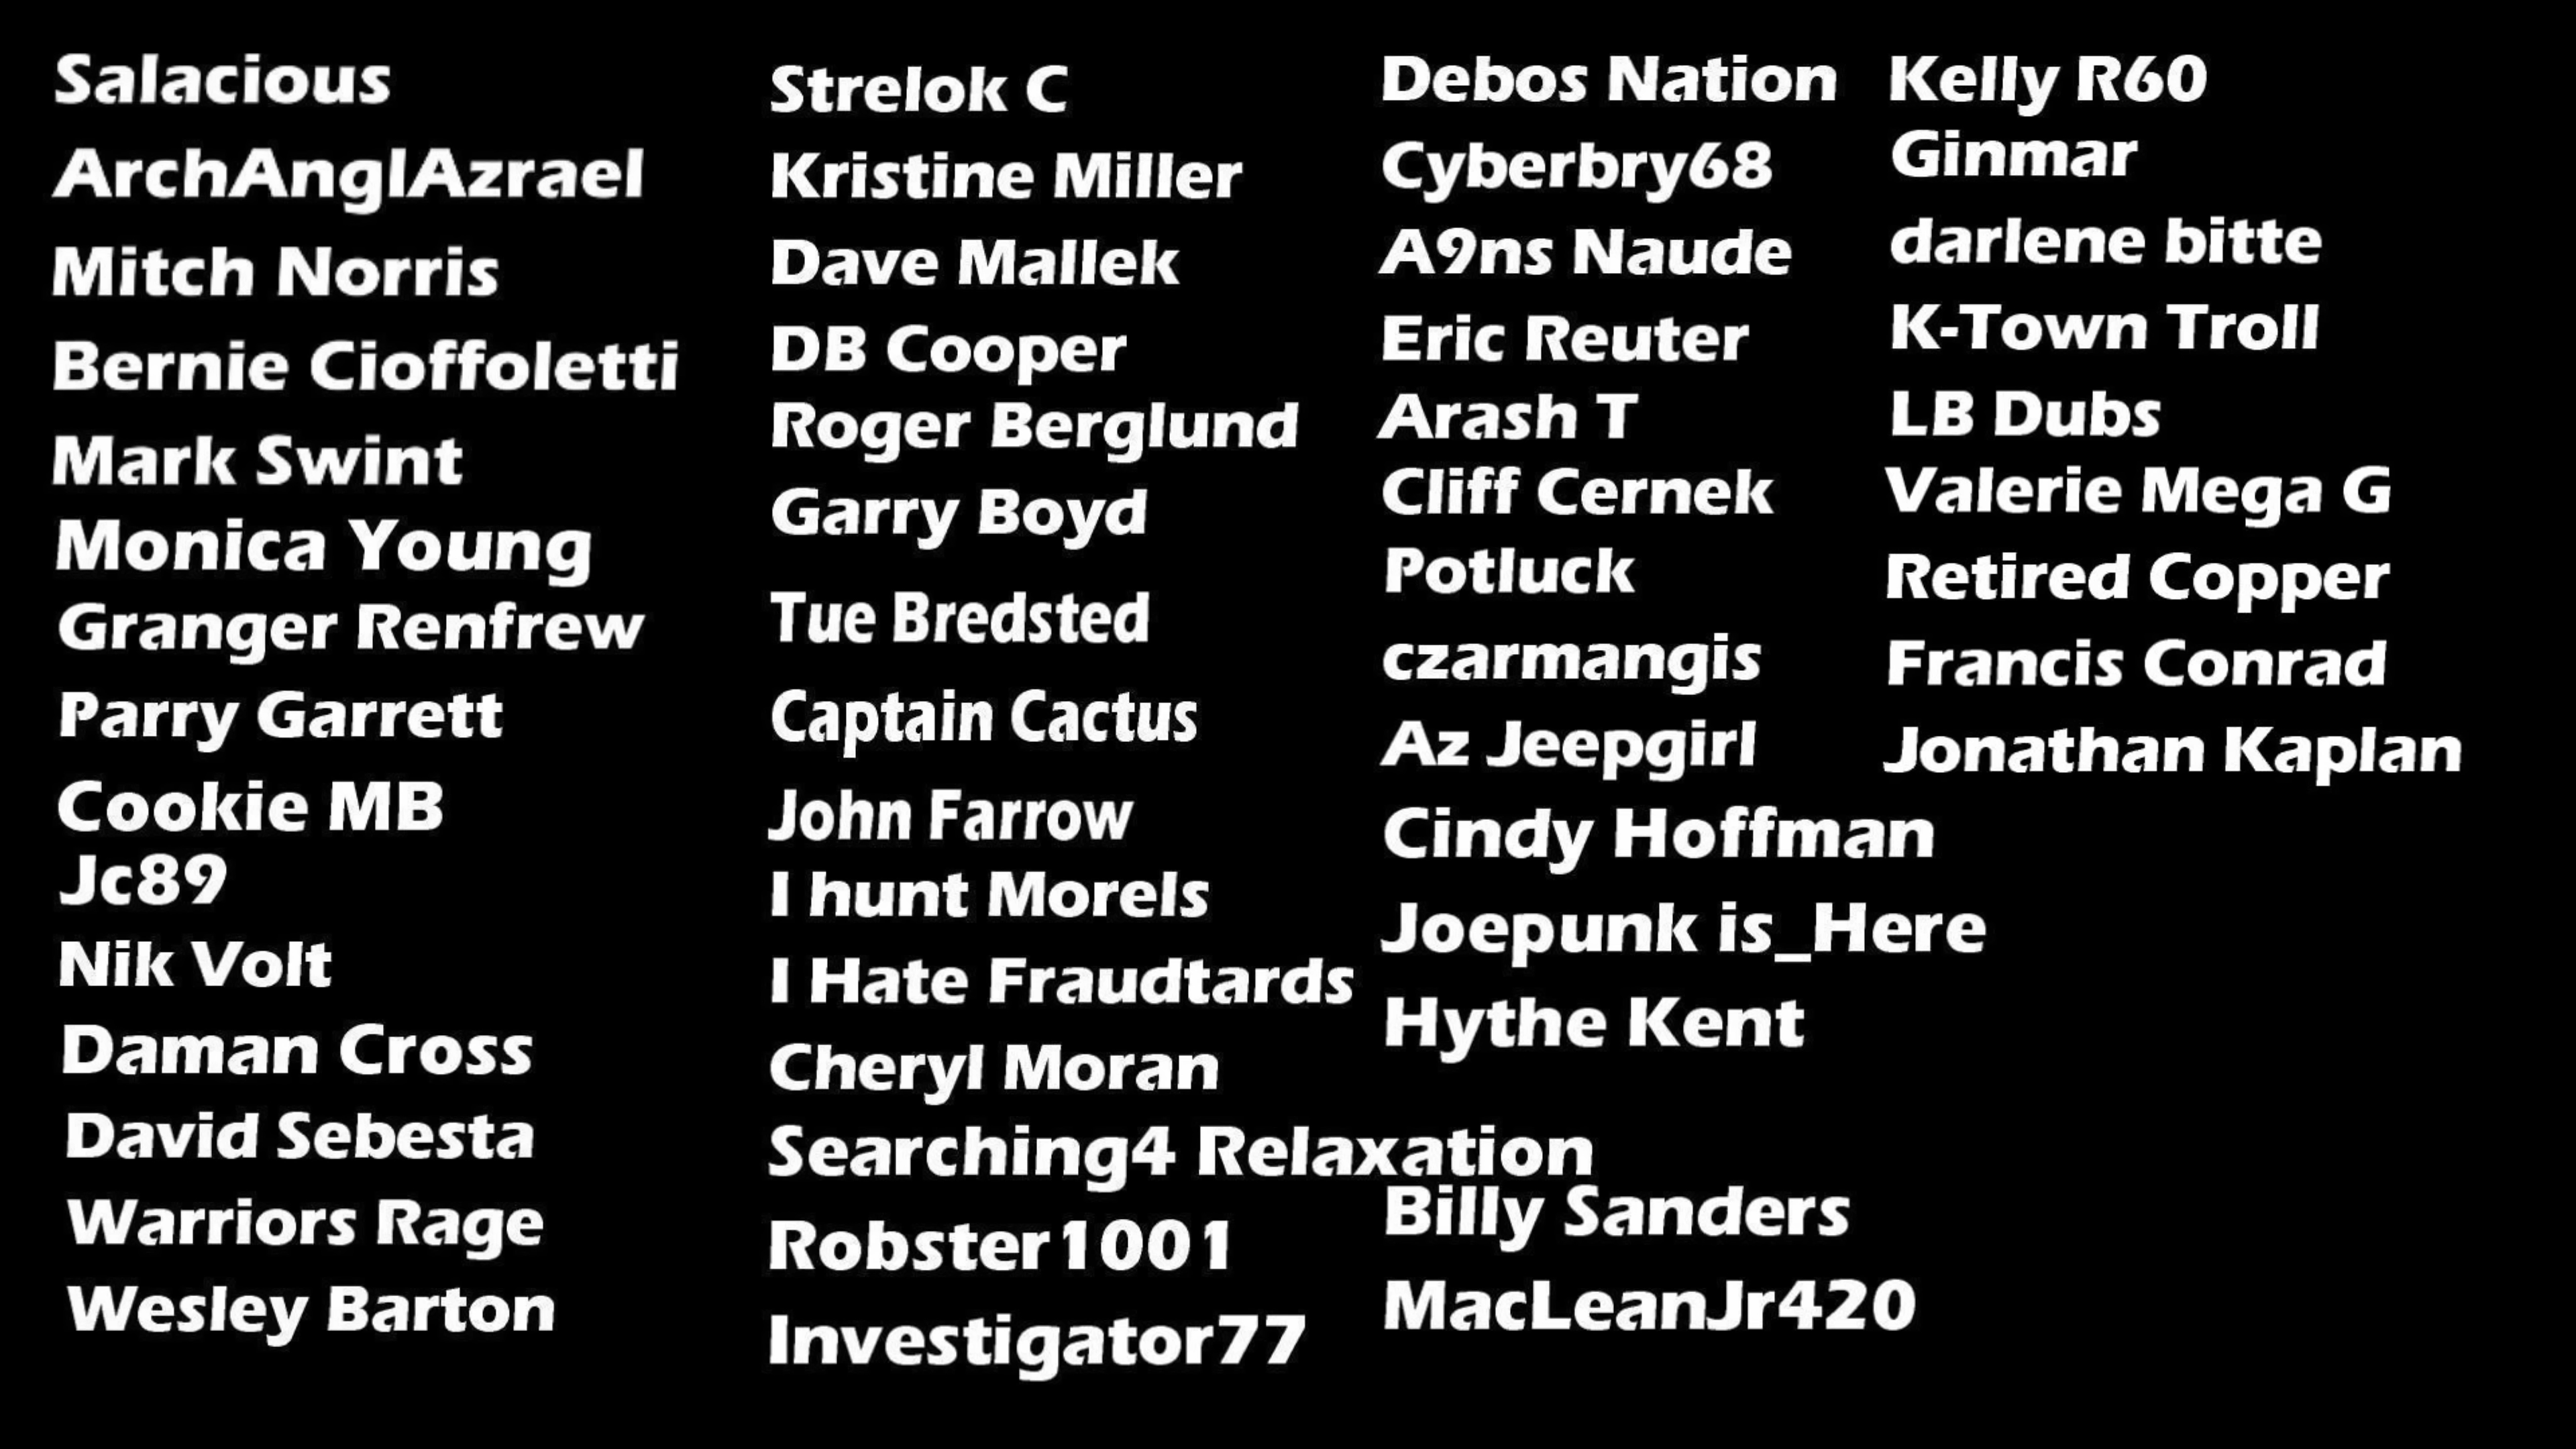 Salacious
ArchAnglAzrael
Mitch Norris
Bernie Cioffoletti
Mark Swint
Monica Young
Granger Renfrew
Parry Garrett
Cookie MB
Jc89
Nik Volt
Daman Cross
David Sebesta
Warriors Rage
Wesley Barton
Strelok C
Kristine Miller
Dave Mallek
DB Cooper
Roger Berglund
Garry Boyd
Tue Bredsted
Captain Cactus
John Farrow
I hunt Morels
I Hate Fraudtards
Cheryl Moran
Searching4 Relaxation
Robster1001
Investigator77
Debos Nation
Cyberbry68
A9ns Naude
Eric Reuter
Arash T
Cliff Cernek
Potluck
czarmangis
Az Jeepgirl
Cindy Hoffman
Joepunk is_Here
Hythe Kent
Billy Sanders
MacLeanJr420
Kelly R60
Ginmar
darlene bitte
K-Town Troll
LB Dubs
Valerie Mega G
Retired Copper
Francis Conrad
Jonathan Kaplan